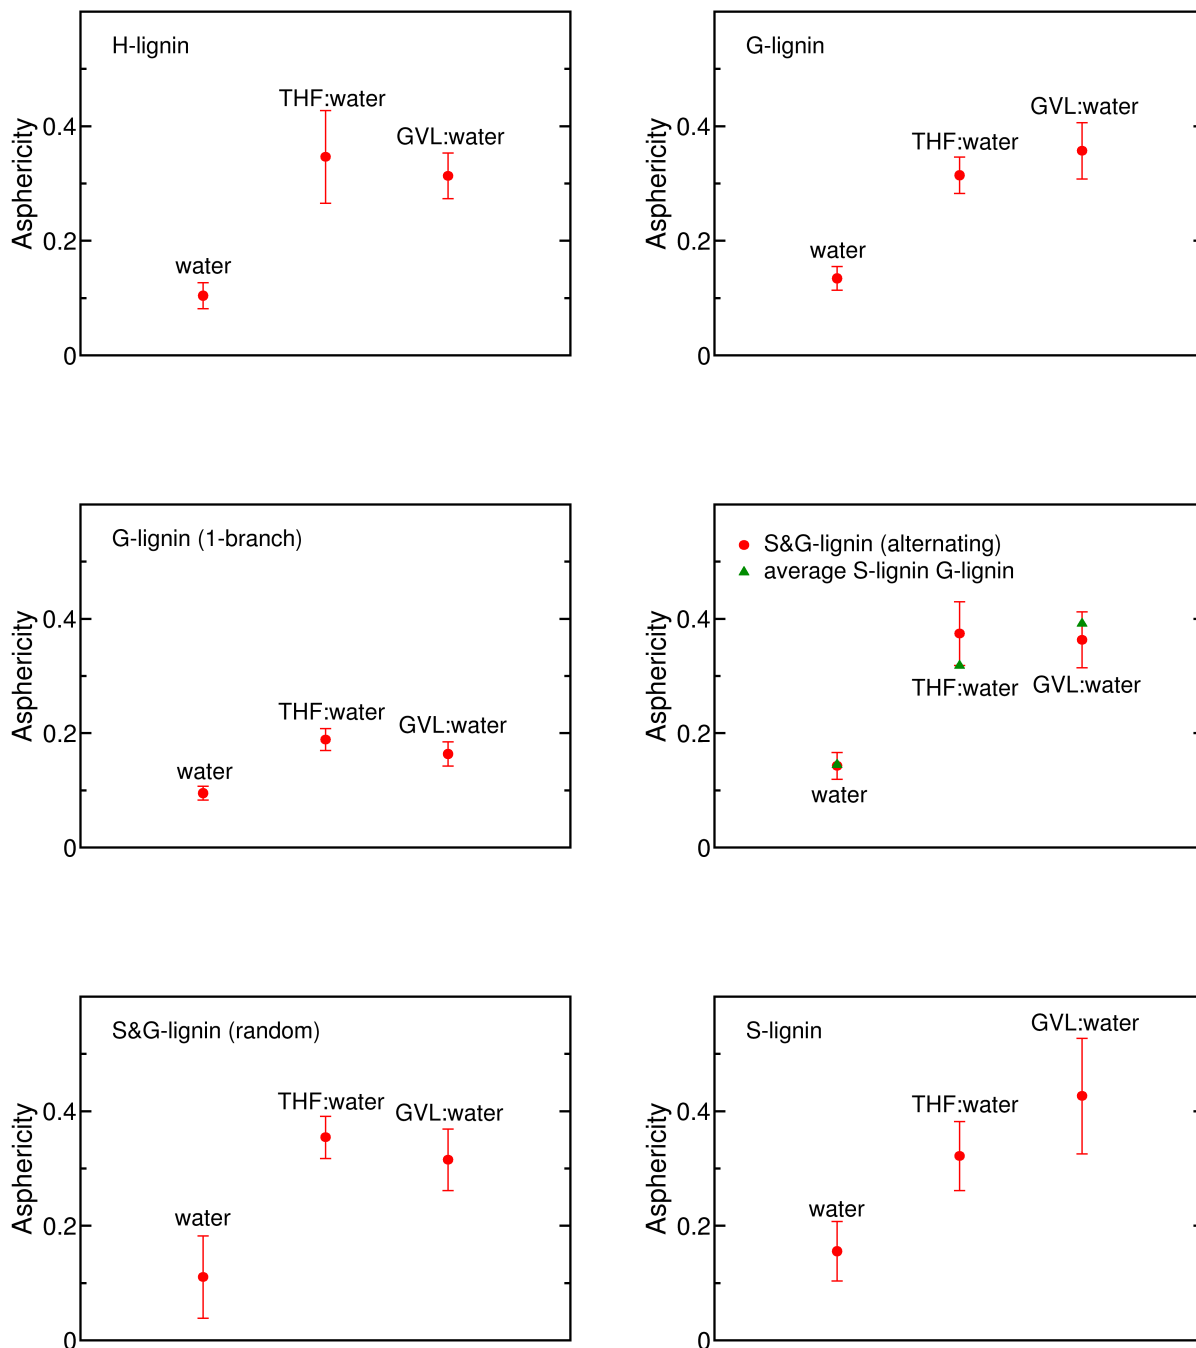 H-lignin
THF:water
GVL:water
water
Asphericity
0.4
0.2
0
G-lignin
GVL:water
THF:water
water
Asphericity
0.4
0.2
0
G-lignin (1-branch)
THF:water
GVL:water
water
Asphericity
0.4
0.2
0
S&G-lignin (alternating)
average S-lignin G-lignin
THF:water
GVL:water
water
Asphericity
0.4
0.2
0
S&G-lignin (random)
THF:water
GVL:water
water
Asphericity
0.4
0.2
0
S-lignin
GVL:water
THF:water
water
Asphericity
0.4
0.2
0